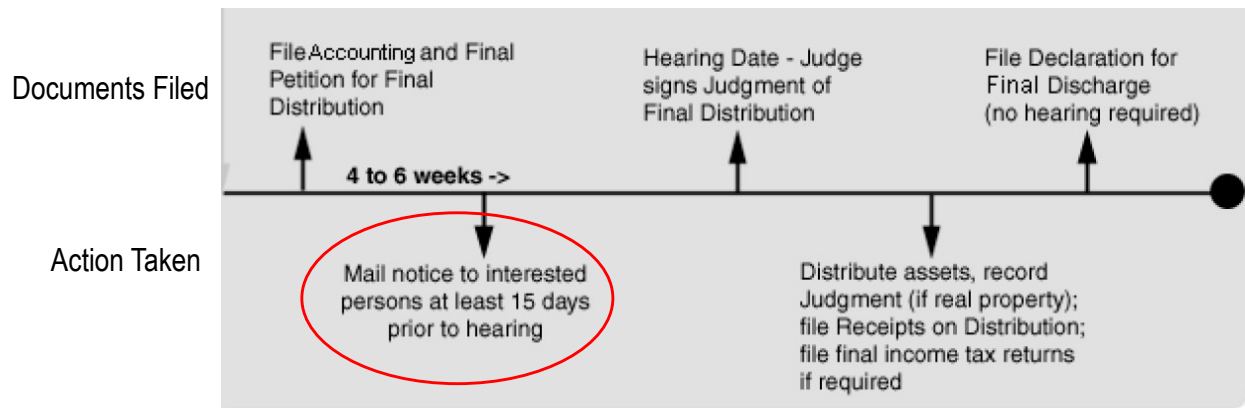 Documents Filed
File Accounting and Final
Petition for Final
Distribution
Hearing Date - Judge
signs Judgment of
Final Distribution
File Declaration for
Final Discharge
(no hearing required)
4 to 6 weeks ->
Action Taken
Mail notice to interested
persons at least 15 days
prior to hearing
Distribute assets, record
Judgment (if real property);
file Receipts on Distribution;
file final income tax returns
if required